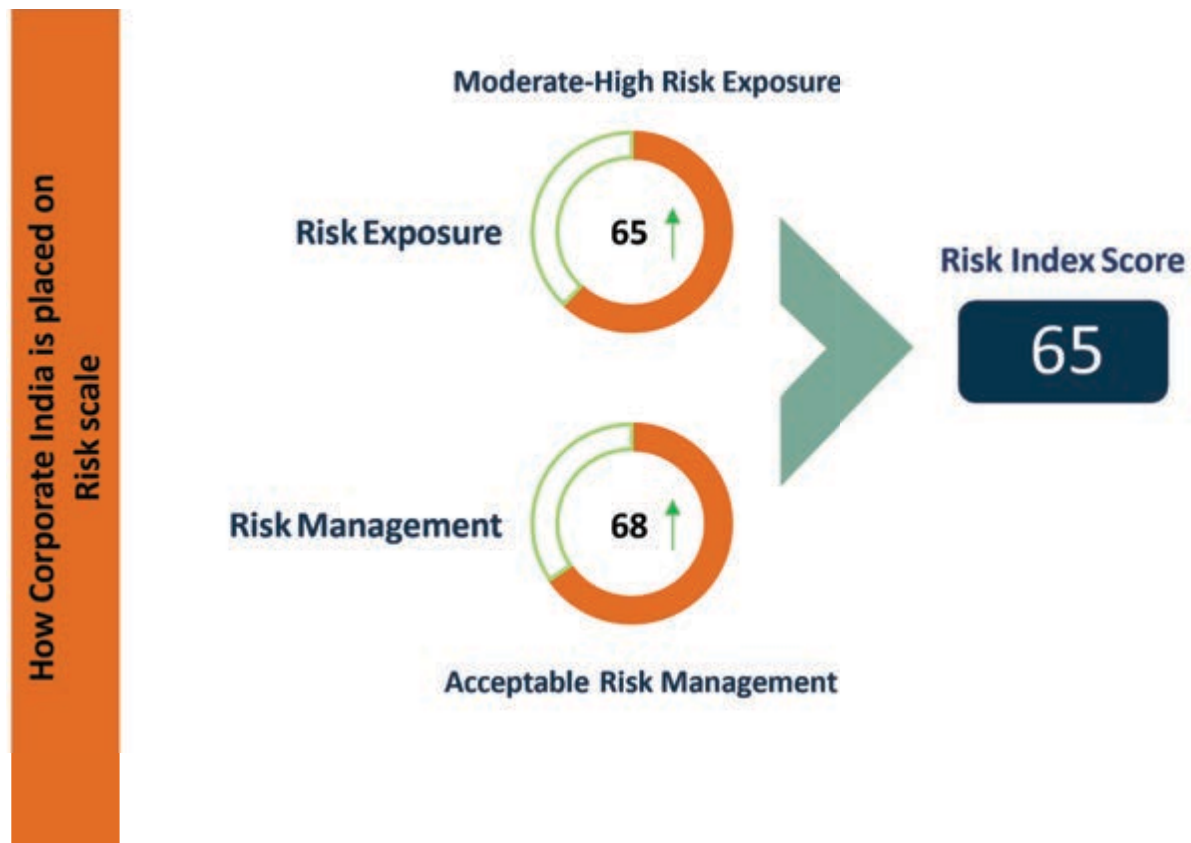 How Corporate India is placed on
Risk scale
Moderate-High Risk Exposure
Risk Exposure
65
Risk Index Score
65
Risk Management
68
Acceptable Risk Management